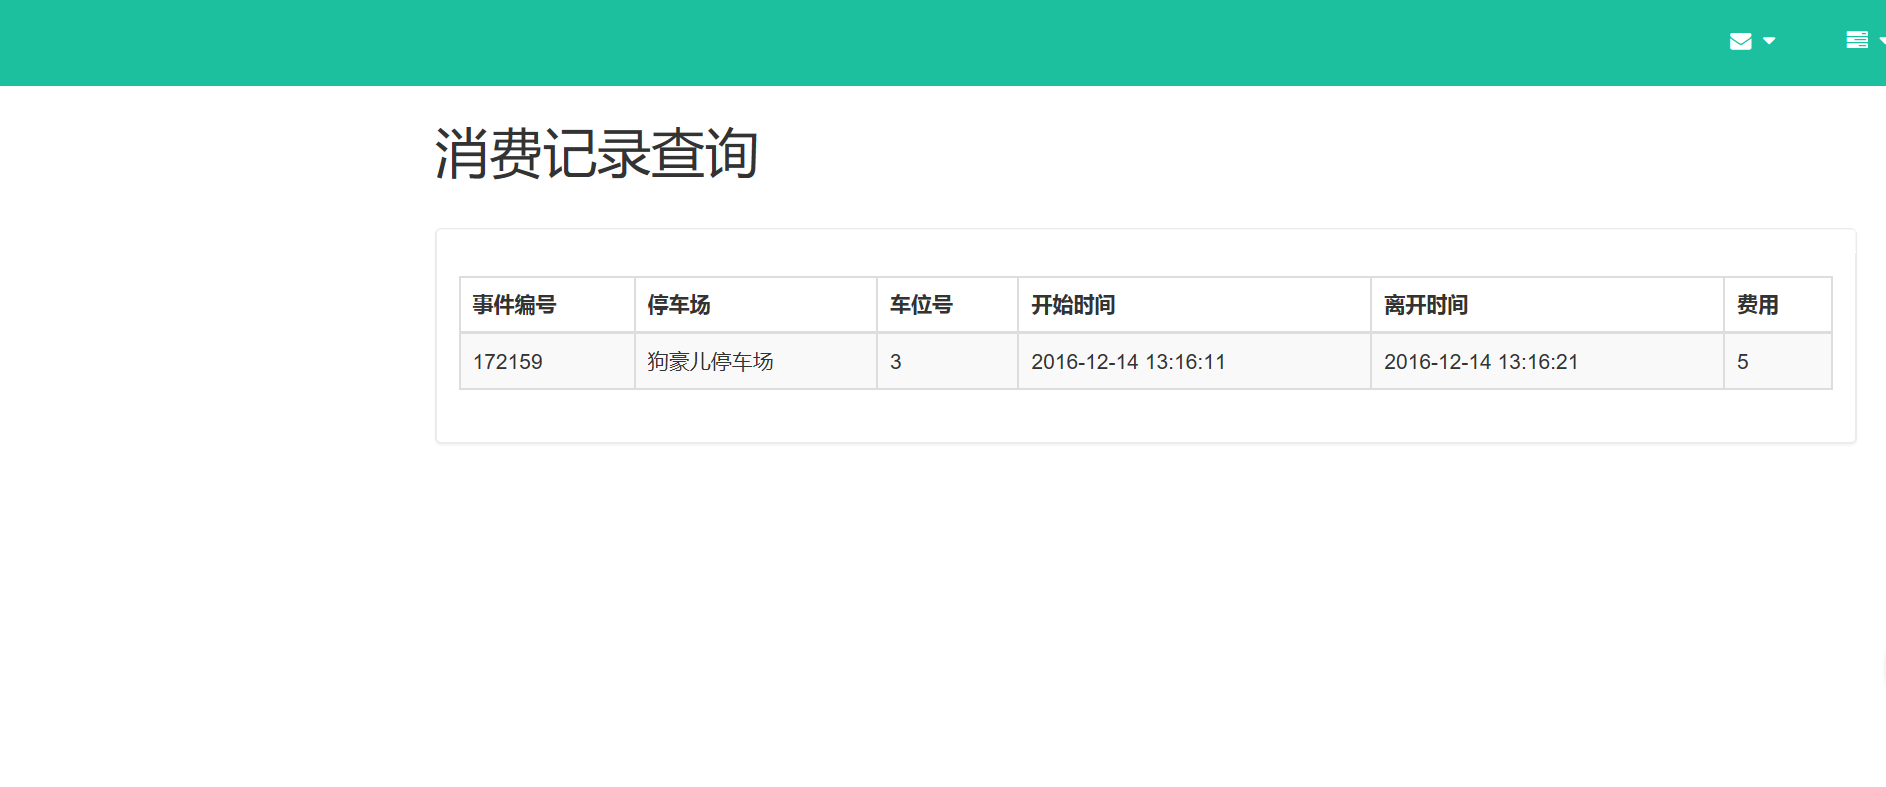 消费记录查询
事件编号 停车场 车位号 开始时间 离开时间 费用
172159 狗豪儿停车场 3 2016-12-14 13:16:11 2016-12-14 13:16:21 5